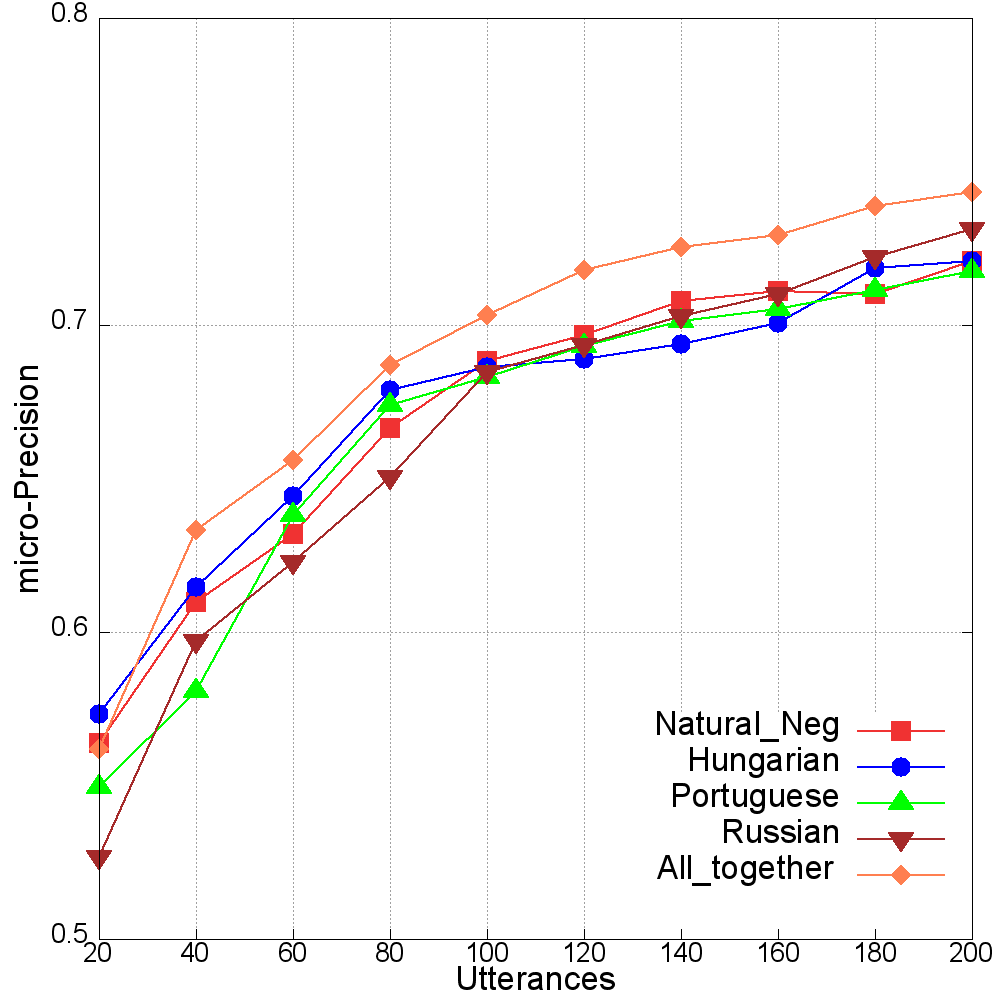 0.8
0.7
0.6
0.5
micro-Precision
Natural_Neg
Hungarian
Portuguese
Russian
All_together
20 40 60 80 100 120 140 160 180 200
Utterances